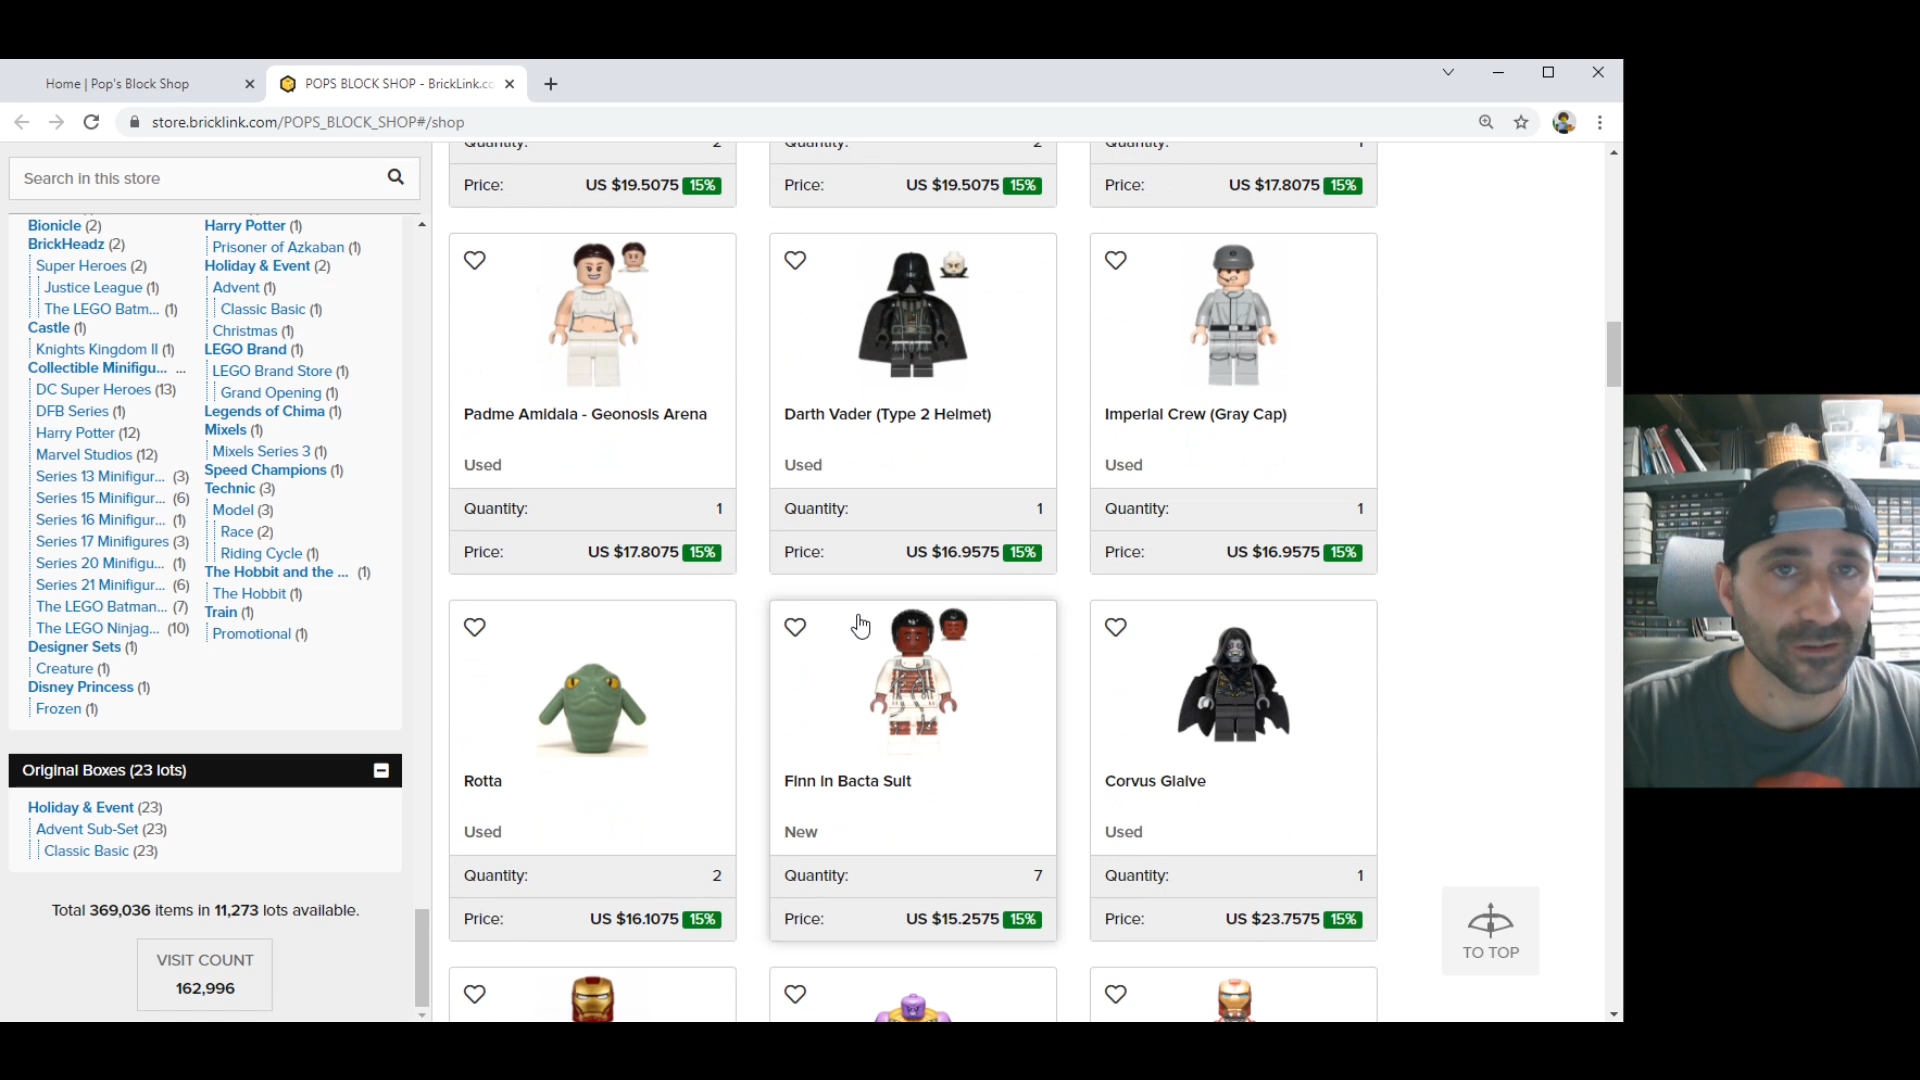 Home | Pop's Block Shop
POPS BLOCK SHOP - BrickLink.co
store.bricklink.com/POPS_BLOCK_SHOP#/shop
Search in this store
Bionicle (2)
BrickHeadz (2)
Super Heroes (2)
Justice League (1)
The LEGO Batm... (1)
Castle (1)
Knights Kingdom II (1)
Collectible Minifigu... ...
DC Super Heroes (13)
DFB Series (1)
Harry Potter (12)
Marvel Studios (12)
Series 13 Minifigur... (3)
Series 15 Minifigur... (6)
Series 16 Minifigur... (1)
Series 17 Minifigures (3)
Series 20 Minifigu... (1)
Series 21 Minifigur... (6)
The LEGO Batman... (7)
The LEGO Ninjag... (10)
Designer Sets (1)
Creature (1)
Disney Princess (1)
Frozen (1)
Harry Potter (1)
Prisoner of Azkaban (1)
Holiday & Event (2)
Advent (1)
Classic Basic (1)
Christmas (1)
LEGO Brand (1)
LEGO Brand Store (1)
Grand Opening (1)
Legends of Chima (1)
Mixels (1)
Mixels Series 3 (1)
Speed Champions (1)
Technic (3)
Model (3)
Race (2)
Riding Cycle (1)
The Hobbit and the ... (1)
The Hobbit (1)
Train (1)
Promotional (1)
Original Boxes (23 lots)
Holiday & Event (23)
Advent Sub-Set (23)
Classic Basic (23)
Total 369,036 items in 11,273 lots available.
VISIT COUNT
162,996
Quantity: 2
Quantity: 2
Quantity: 1
Price: US $19.5075 15%
Price: US $19.5075 15%
Price: US $17.8075 15%
Padme Amidala - Geonosis Arena
Used
Quantity: 1
Price: US $17.8075 15%
Darth Vader (Type 2 Helmet)
Used
Quantity: 1
Price: US $16.9575 15%
Imperial Crew (Gray Cap)
Used
Quantity: 1
Price: US $16.9575 15%
Rotta
Used
Quantity: 2
Price: US $16.1075 15%
Finn in Bacta Suit
New
Quantity: 7
Price: US $15.2575 15%
Corvus Glaive
Used
Quantity: 1
Price: US $23.7575 15%
TO TOP